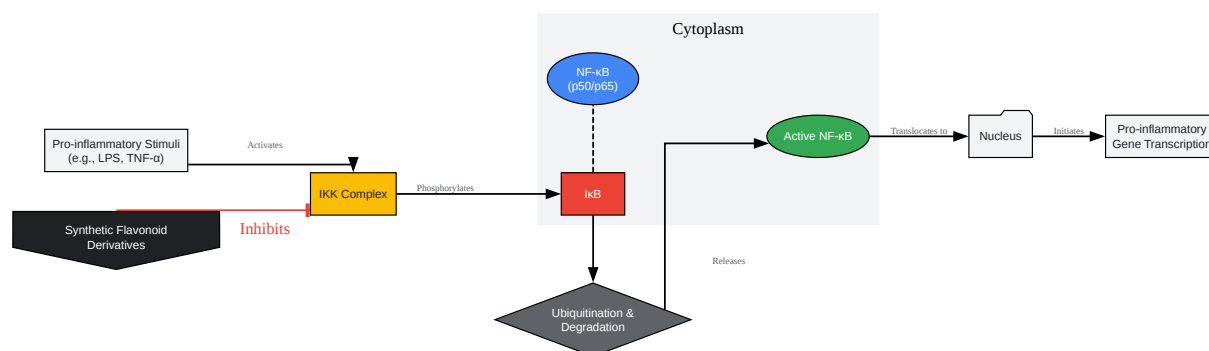 Cytoplasm
NF-κB
(p50/p65)
Pro-inflammatory Stimuli
(e.g., LPS, TNF-α)
Activates
Active NF-κB
Translocates to
Nucleus
Initiates
Pro-inflammatory
Gene Transcription
IKK Complex
Phosphorylates
IκB
Synthetic Flavonoid
Derivatives
Inhibits
Releases
Ubiquitination &
Degradation